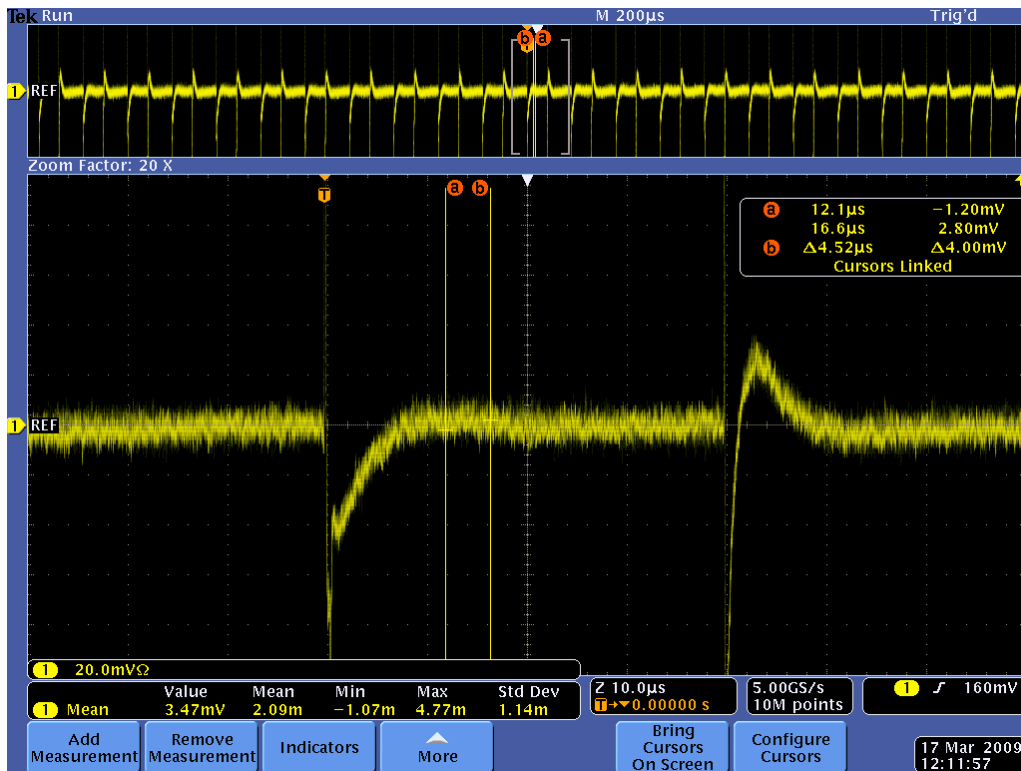 Tek Run M 200µs Trig'd
b a
T
1 REF
Zoom Factor: 20 X
T a b
a 12.1µs −1.20mV
16.6µs 2.80mV
b Δ4.52µs Δ4.00mV
Cursors Linked
1 REF
1 20.0mVΩ
Value Mean Min Max Std Dev
1 Mean 3.47mV 2.09m −1.07m 4.77m 1.14m
Z 10.0µs
T→▼0.00000 s
5.00GS/s
10M points
1 ∫ 160mV
Add Measurement
Remove Measurement
Indicators
More
Bring Cursors On Screen
Configure Cursors
17 Mar 2009
12:11:57